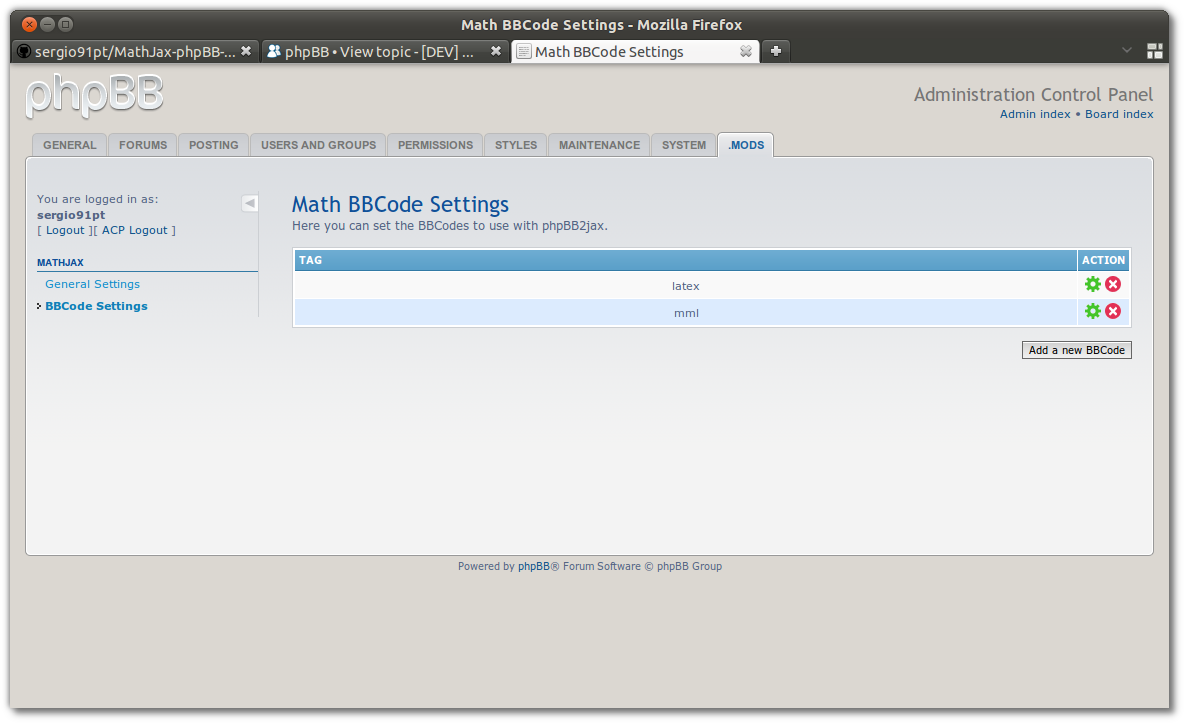 Math BBCode Settings - Mozilla Firefox
sergio91pt/MathJax-phpBB-...
phpBB • View topic - [DEV] ...
Math BBCode Settings
phpBB
Administration Control Panel
Admin index • Board index
GENERAL FORUMS POSTING USERS AND GROUPS PERMISSIONS STYLES MAINTENANCE SYSTEM .MODS
You are logged in as:
sergio91pt
[ Logout ][ ACP Logout ]
MATHJAX
General Settings
BBCode Settings
Math BBCode Settings
Here you can set the BBCodes to use with phpBB2jax.
TAG ACTION
latex
mml
Add a new BBCode
Powered by phpBB® Forum Software © phpBB Group